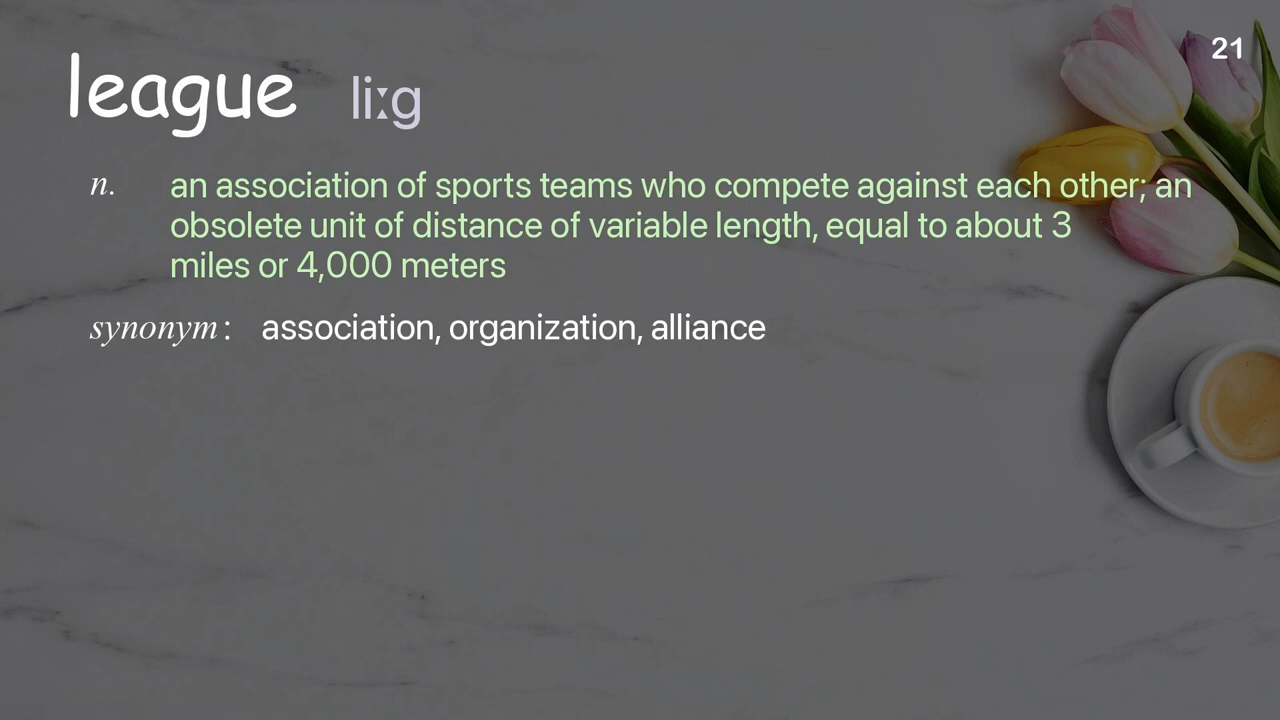 21
league liːg
n. an association of sports teams who compete against each other; an
obsolete unit of distance of variable length, equal to about 3
miles or 4,000 meters
synonym: association, organization, alliance